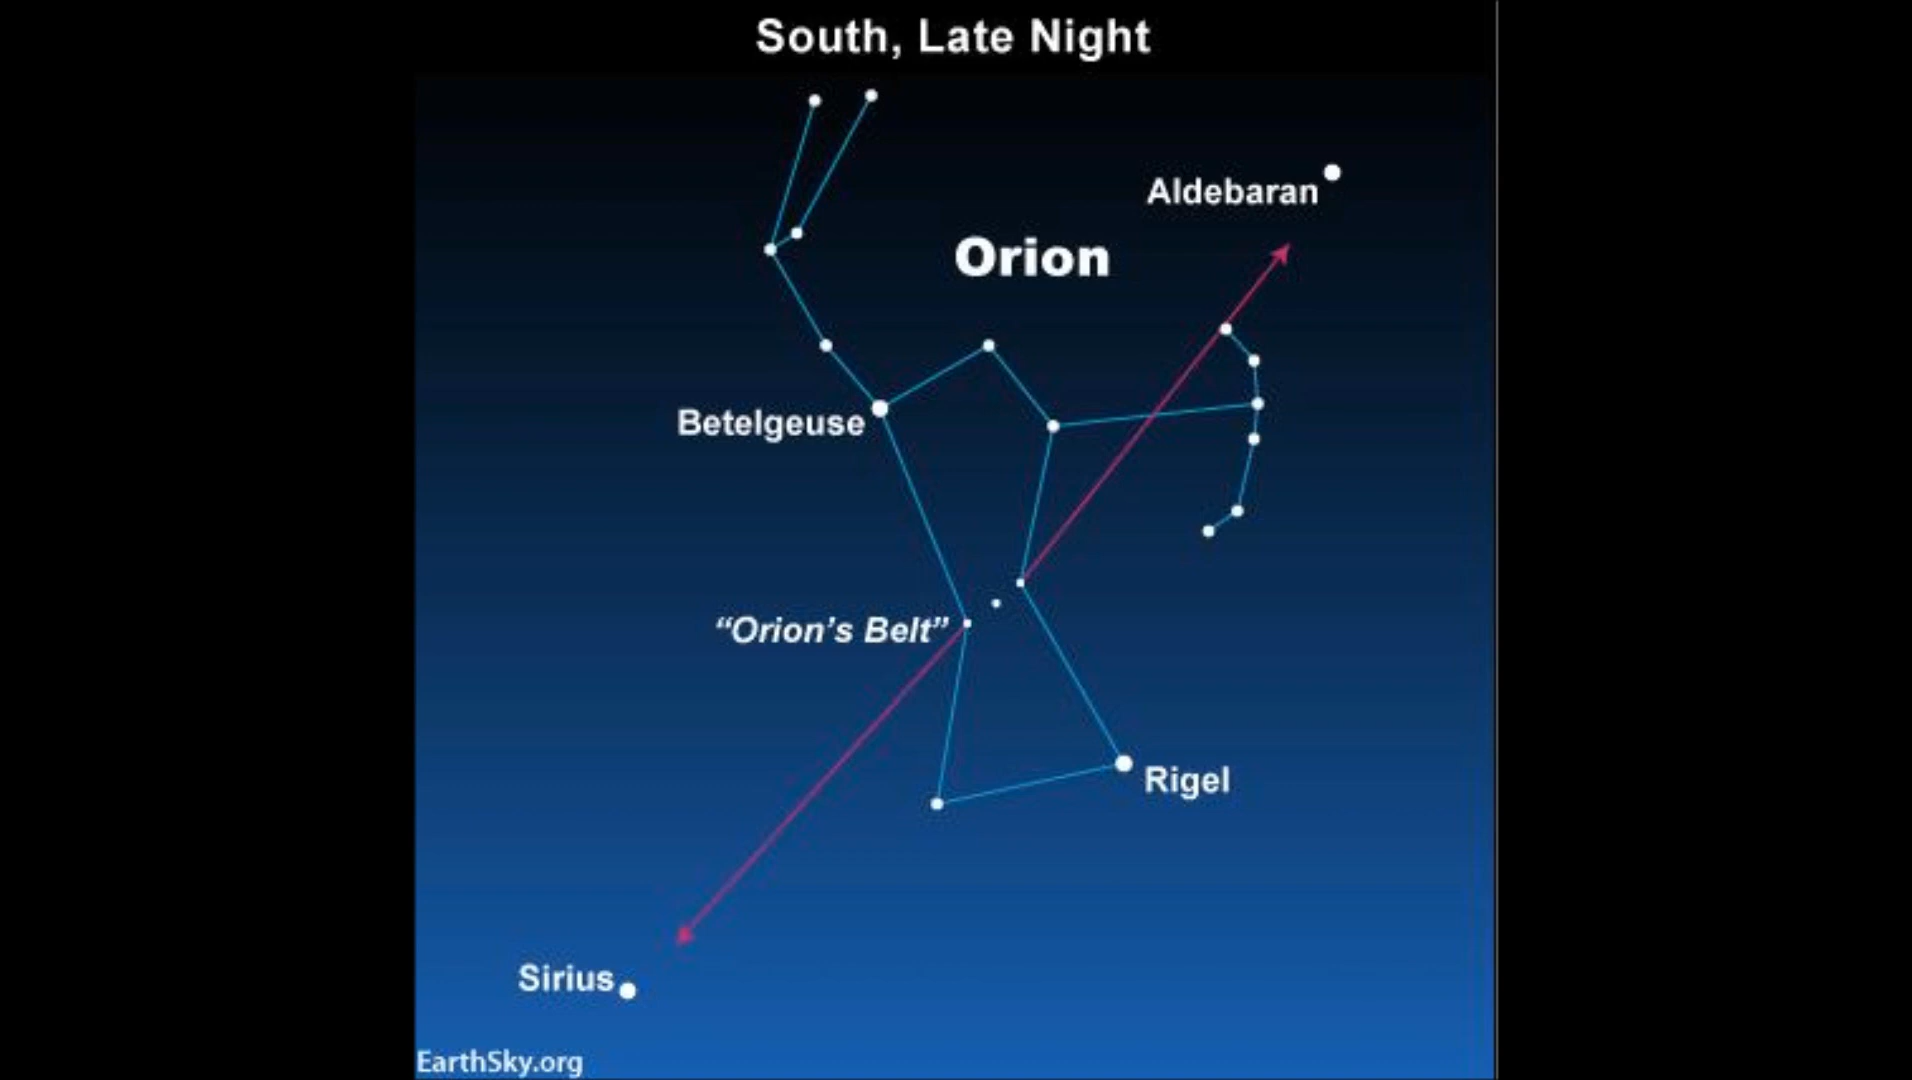 South, Late Night
Aldebaran
Orion
Betelgeuse
“Orion’s Belt”
Rigel
Sirius
EarthSky.org